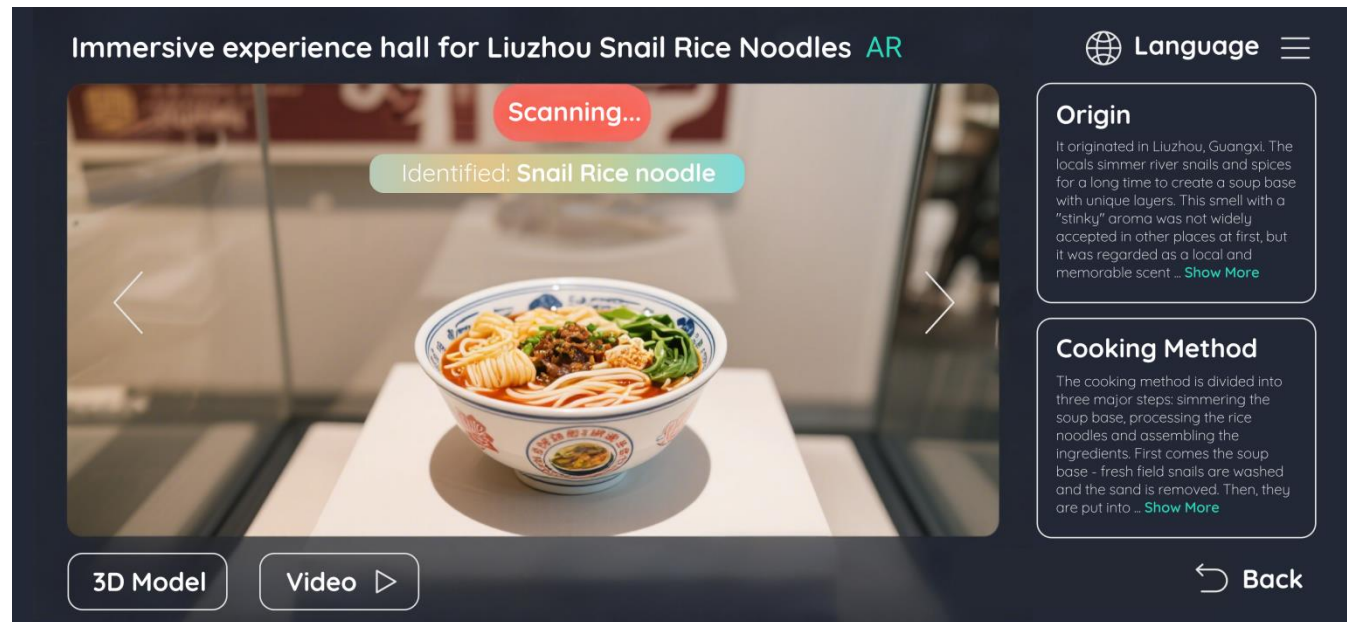 Immersive experience hall for Liuzhou Snail Rice Noodles AR
Language
Scanning...
Identified: Snail Rice noodle
Origin
It originated in Liuzhou, Guangxi. The
locals simmer river snails and spices
for a long time to create a soup base
with unique layers. This smell with a
"stinky" aroma was not widely
accepted in other places at first, but
it was regarded as a local and
memorable scent ... Show More
Cooking Method
The cooking method is divided into
three major steps: simmering the
soup base, processing the rice
noodles and assembling the
ingredients. First comes the soup
base - fresh field snails are washed
and the sand is removed. Then, they
are put into ... Show More
3D Model
Video
Back